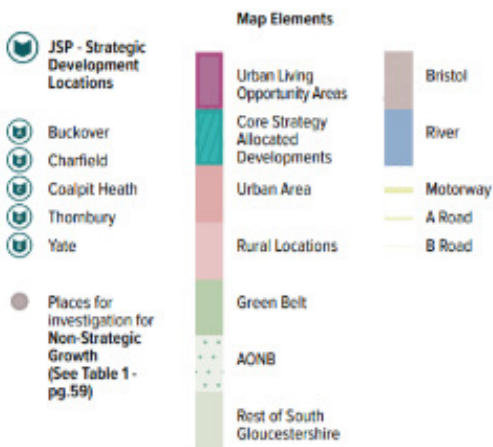 Map Elements
JSP - Strategic
Development
Locations
Buckover
Charfield
Coalpit Heath
Thornbury
Yate
Places for
investigation for
Non-Strategic
Growth
(See Table 1 -
pg.59)
Urban Living
Opportunity Areas
Core Strategy
Allocated
Developments
Urban Area
Rural Locations
Green Belt
AONB
Rest of South
Gloucestershire
Bristol
River
Motorway
A Road
B Road